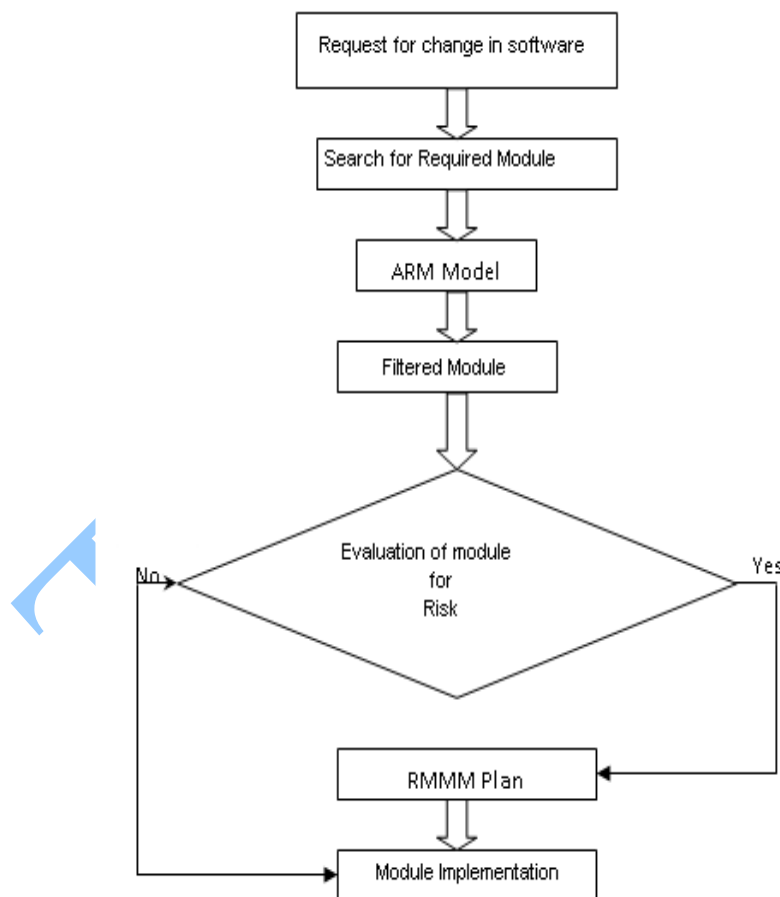 Request for change in software
Search for Required Module
ARM Model
Filtered Module
Evaluation of module
for
Risk
No
Yes
RMMM Plan
Module Implementation